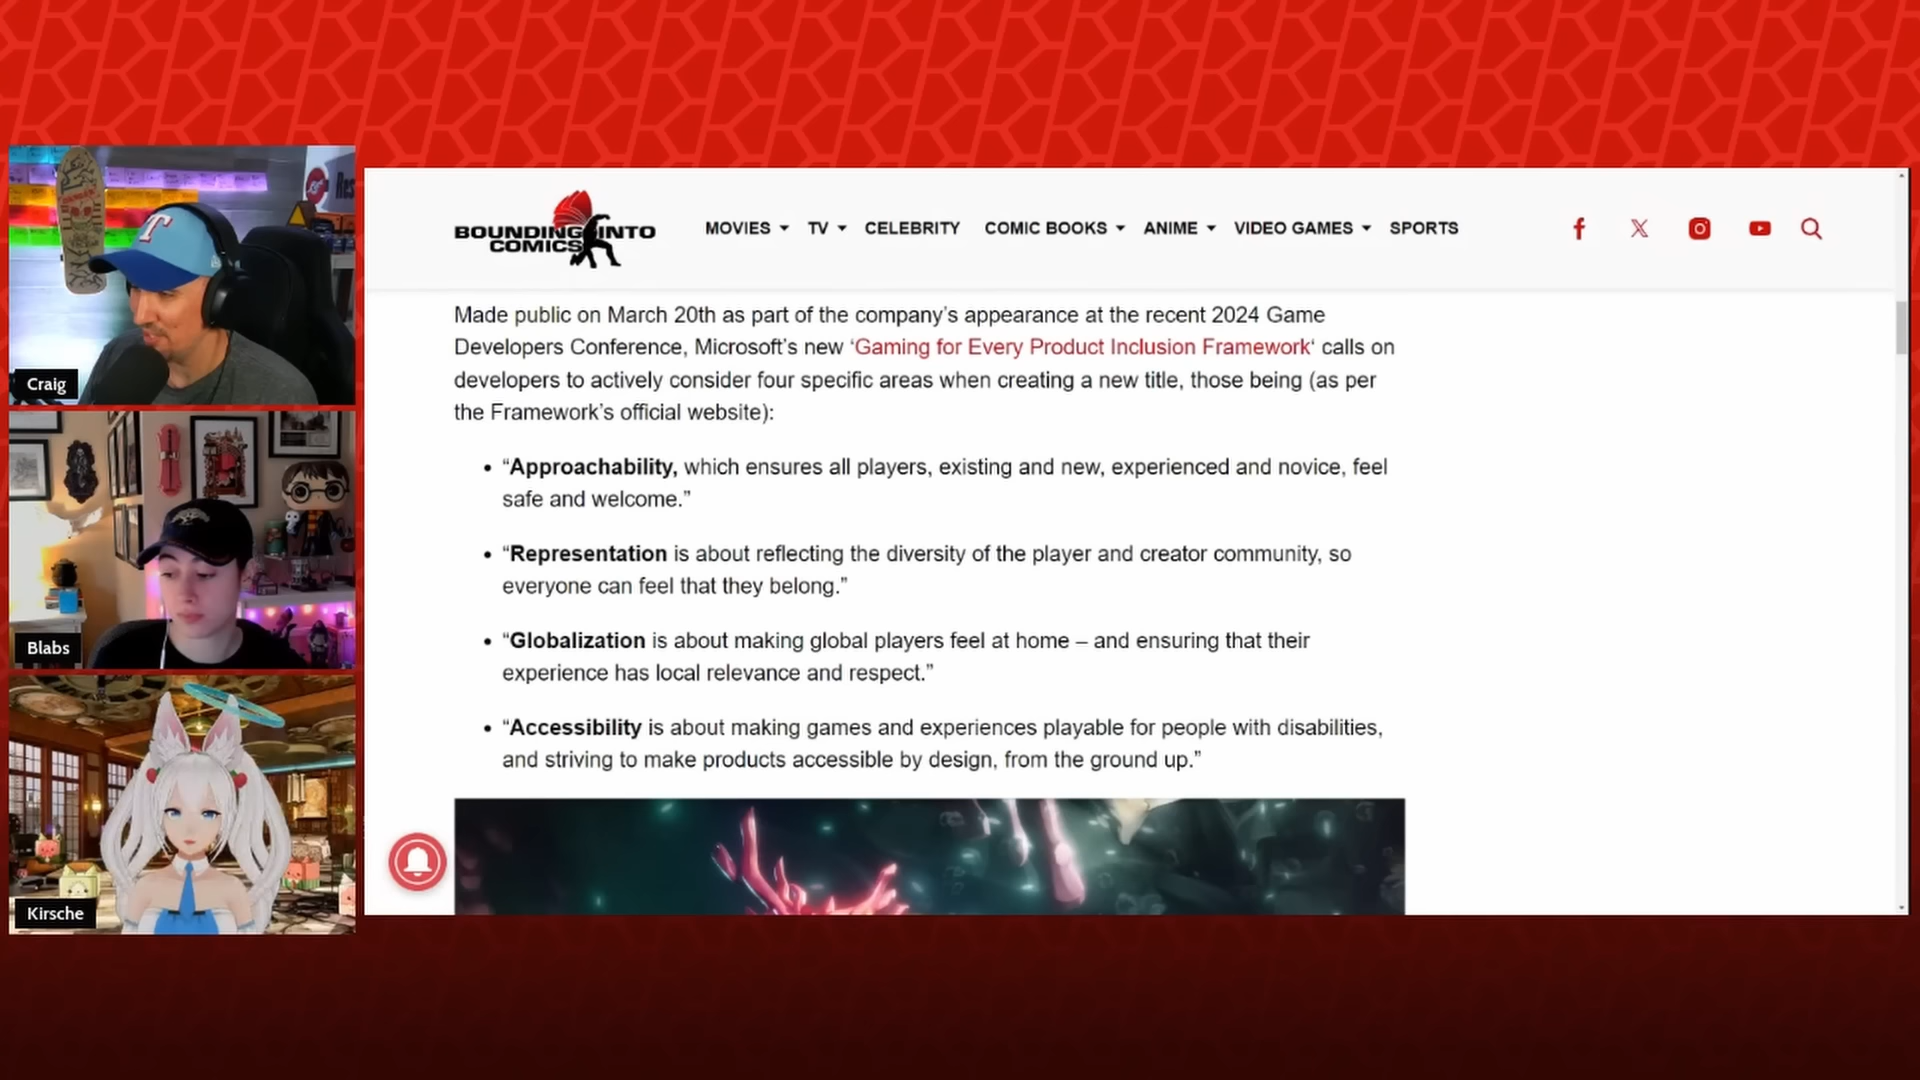 BOUNDING INTO
COMICS
MOVIES TV CELEBRITY COMIC BOOKS ANIME VIDEO GAMES SPORTS
Made public on March 20th as part of the company’s appearance at the recent 2024 Game
Developers Conference, Microsoft’s new ‘Gaming for Every Product Inclusion Framework‘ calls on
developers to actively consider four specific areas when creating a new title, those being (as per
the Framework’s official website):
• “Approachability, which ensures all players, existing and new, experienced and novice, feel
safe and welcome.”
• “Representation is about reflecting the diversity of the player and creator community, so
everyone can feel that they belong.”
• “Globalization is about making global players feel at home – and ensuring that their
experience has local relevance and respect.”
• “Accessibility is about making games and experiences playable for people with disabilities,
and striving to make products accessible by design, from the ground up.”
Craig
Blabs
Kirsche
T